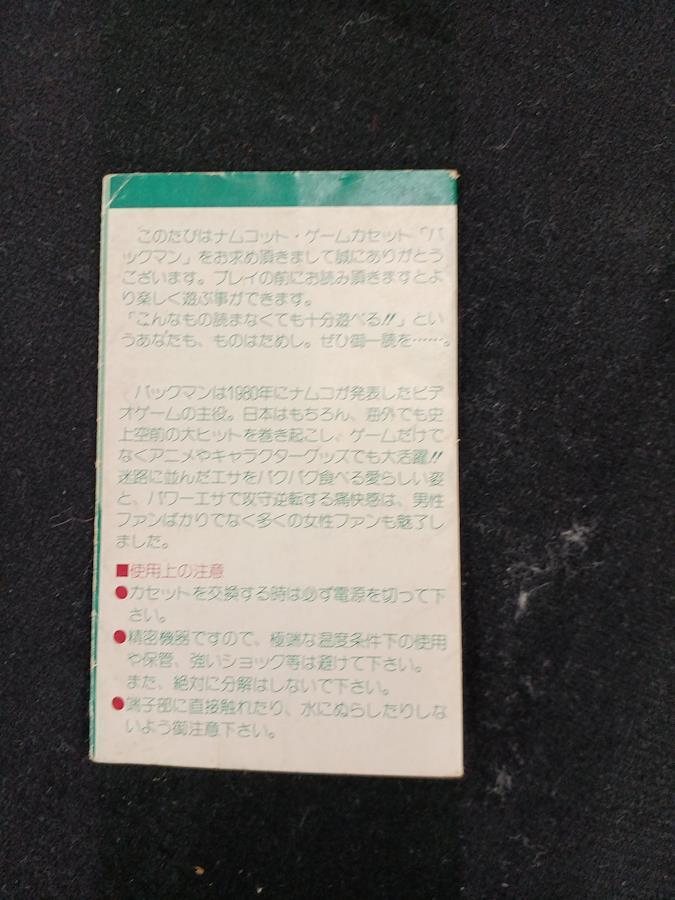 このたびはナムコット・ゲームカセット「パ
ックマン」をお求め頂きまして誠にありがとう
ございます。プレイの前にお読み頂きますとよ
り楽しく遊ぶ事ができます。
「こんなもの読まなくても十分遊べる!!」とい
うあなたも、ものはためし。ぜひ御一読を……。
パックマンは1980年にナムコが発表したビデ
オゲームの主役。日本はもちろん、海外でも史
上空前の大ヒットを巻き起こし、ゲームだけで
なくアニメやキャラクターグッズでも大活躍!!
迷路に並んだエサをパクパク食べる愛らしい姿
と、パワーエサで攻守逆転する痛快感は、男性
ファンばかりでなく多くの女性ファンも魅了し
ました。
■使用上の注意
●カセットを交換する時は必ず電源を切って下
さい。
●精密機器ですので、極端な温度条件下の使用
や保管、強いショック等は避けて下さい。
また、絶対に分解はしないで下さい。
●端子部に直接触れたり、水にぬらしたりしな
いよう御注意下さい。